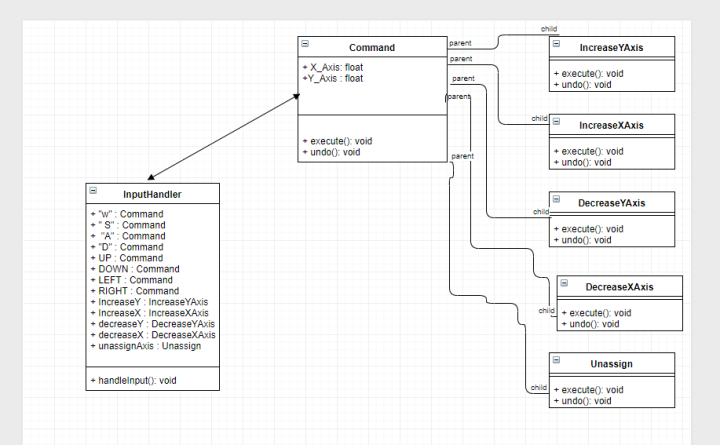 Command
+ X_Axis: float
+Y_Axis : float
+ execute(): void
+ undo(): void
parent
parent
parent
parent
parent
child
IncreaseYAxis
+ execute(): void
+ undo(): void
child
IncreaseXAxis
+ execute(): void
+ undo(): void
child
DecreaseYAxis
+ execute(): void
+ undo(): void
child
DecreaseXAxis
+ execute(): void
+ undo(): void
child
Unassign
+ execute(): void
+ undo(): void
InputHandler
+ "w" : Command
+ " S" : Command
+ "A" : Command
+ "D" : Command
+ UP : Command
+ DOWN : Command
+ LEFT : Command
+ RIGHT : Command
+ IncreaseY : IncreaseYAxis
+ IncreaseX : IncreaseXAxis
+ decreaseY : DecreaseYAxis
+ decreaseX : DecreaseXAxis
+ unassignAxis : Unassign
+ handleInput(): void